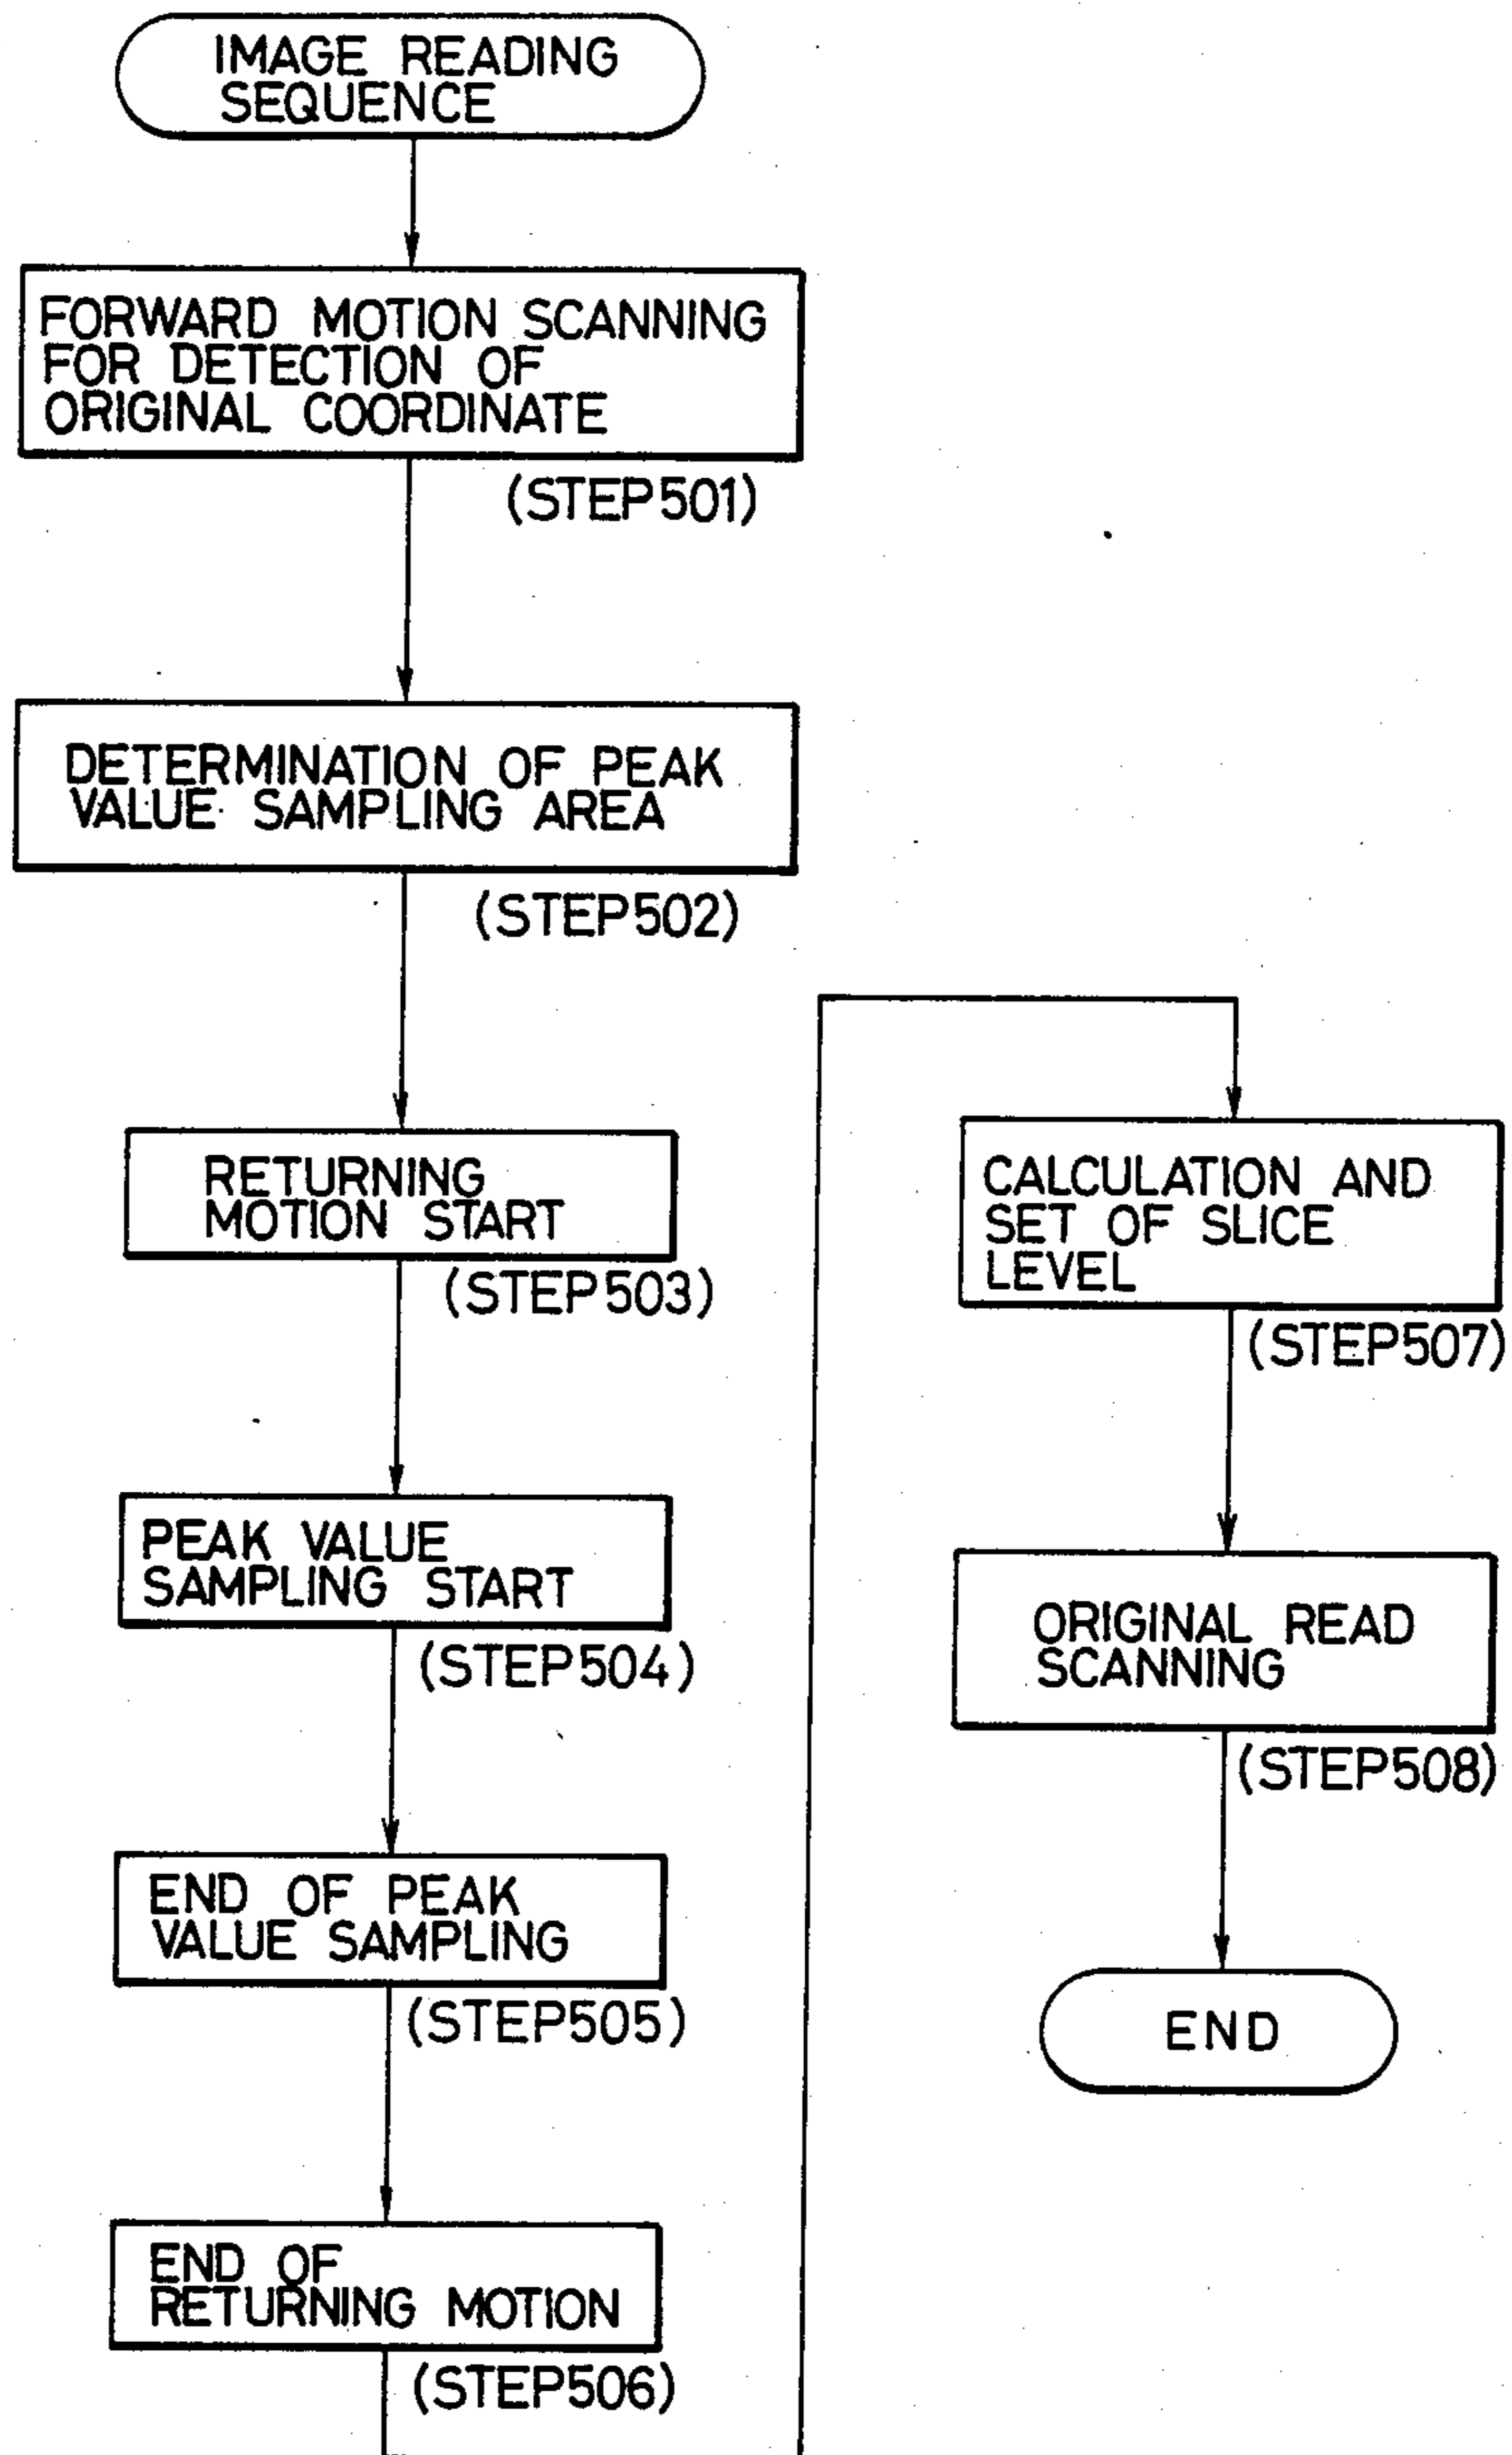 IMAGE READING
SEQUENCE
FORWARD MOTION SCANNING
FOR DETECTION OF
ORIGINAL COORDINATE
(STEP501)
DETERMINATION OF PEAK
VALUE SAMPLING AREA
(STEP502)
RETURNING
MOTION START
(STEP503)
PEAK VALUE
SAMPLING START
(STEP504)
END OF PEAK
VALUE SAMPLING
(STEP505)
END OF
RETURNING MOTION
(STEP506)
CALCULATION AND
SET OF SLICE
LEVEL
(STEP507)
ORIGINAL READ
SCANNING
(STEP508)
END